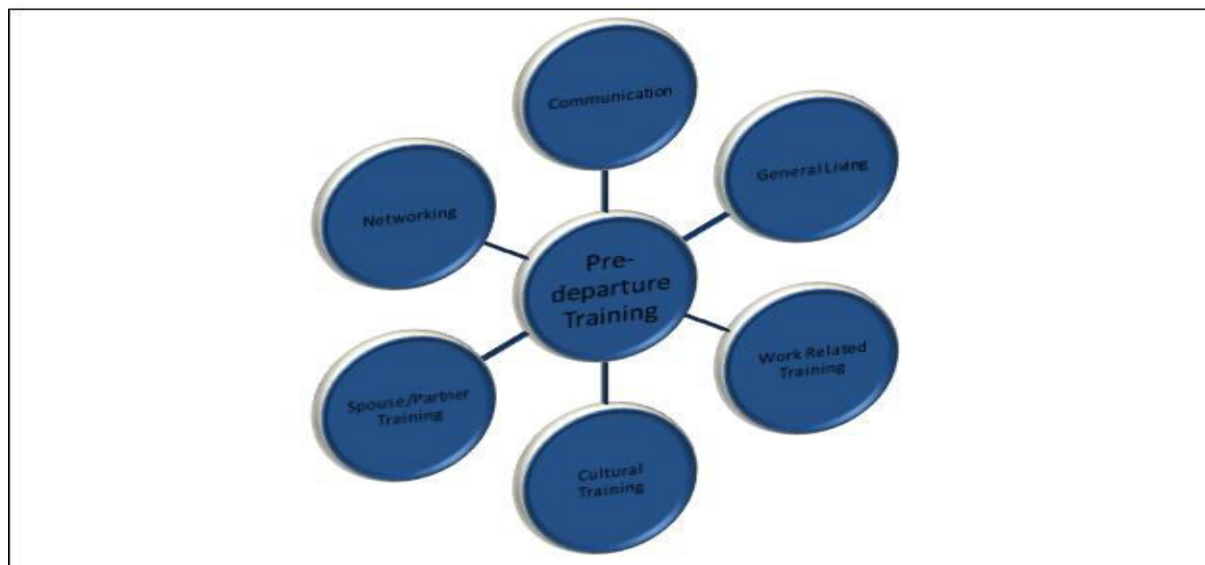 Communication
General Living
Networking
Pre-
departure
Training
Work Related
Training
Spouse/Partner
Training
Cultural
Training